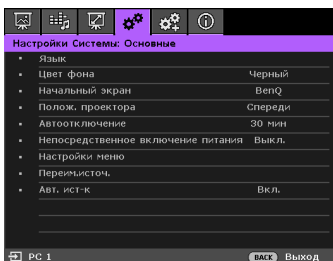 Настройки Системы: Основные
Язык
Цвет фона Черный
Начальный экран BenQ
Полож. проектора Спереди
Автоотключение 30 мин
Непосредственное включение питания Выкл.
Настройки меню
Переим.источ.
Авт. ист-к Вкл.
PC 1 BACK Выход